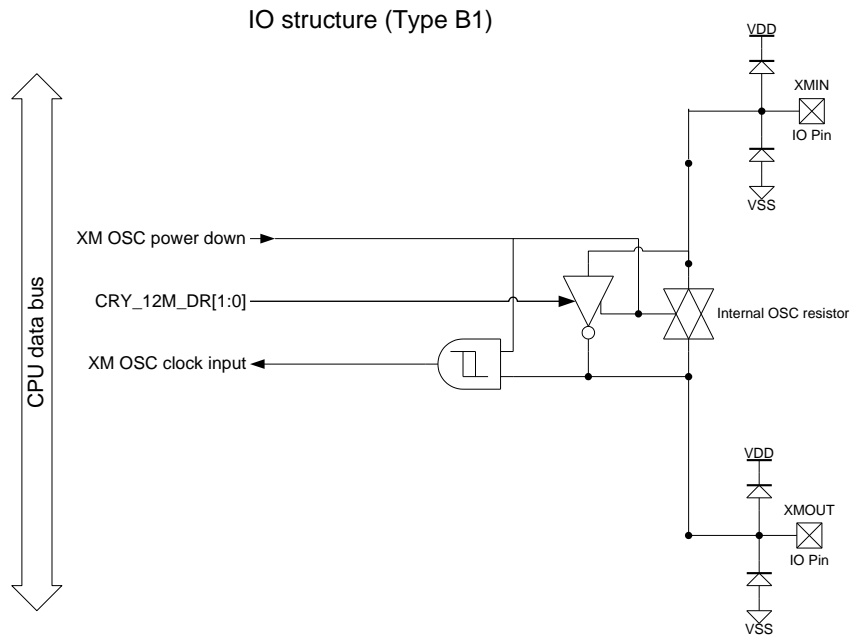 IO structure (Type B1)
VDD
XMIN
IO Pin
VSS
XM OSC power down
CRY_12M_DR[1:0]
Internal OSC resistor
XM OSC clock input
CPU data bus
VDD
XMOUT
IO Pin
VSS